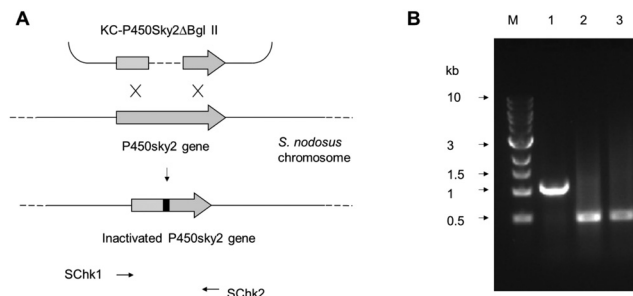 A
KC-P450Sky2ΔBgl II
P450sky2 gene
S. nodosus
chromosome
Inactivated P450sky2 gene
SChk1
SChk2
B
M 1 2 3
kb
10
3
1.5
1
0.5